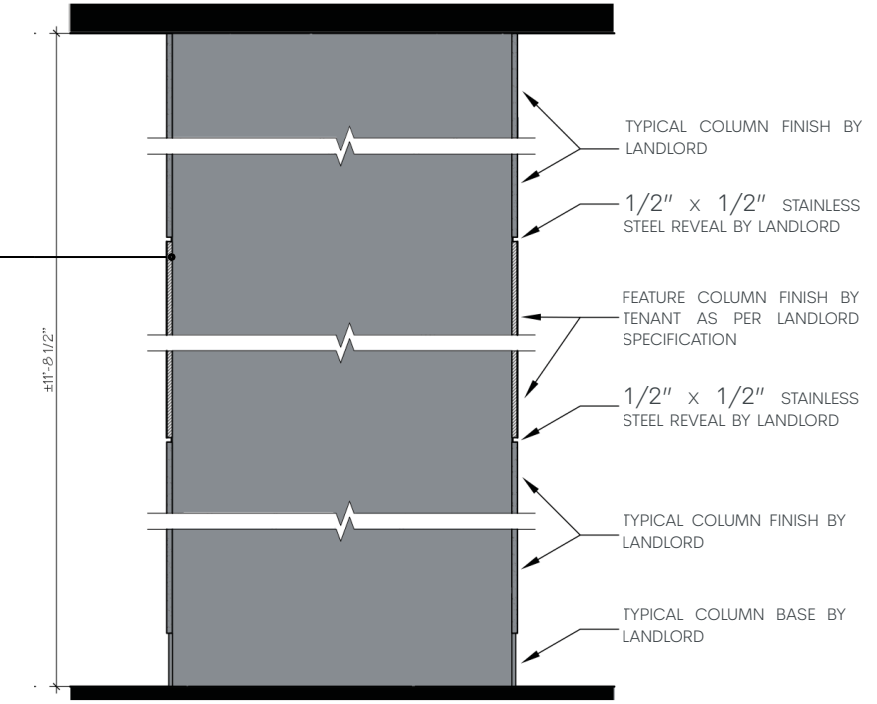 TYPICAL COLUMN FINISH BY
LANDLORD
1/2" X 1/2" STAINLESS
STEEL REVEAL BY LANDLORD
FEATURE COLUMN FINISH BY
TENANT AS PER LANDLORD
SPECIFICATION
±11'-8 1/2"
1/2" X 1/2" STAINLESS
STEEL REVEAL BY LANDLORD
TYPICAL COLUMN FINISH BY
LANDLORD
TYPICAL COLUMN BASE BY
LANDLORD